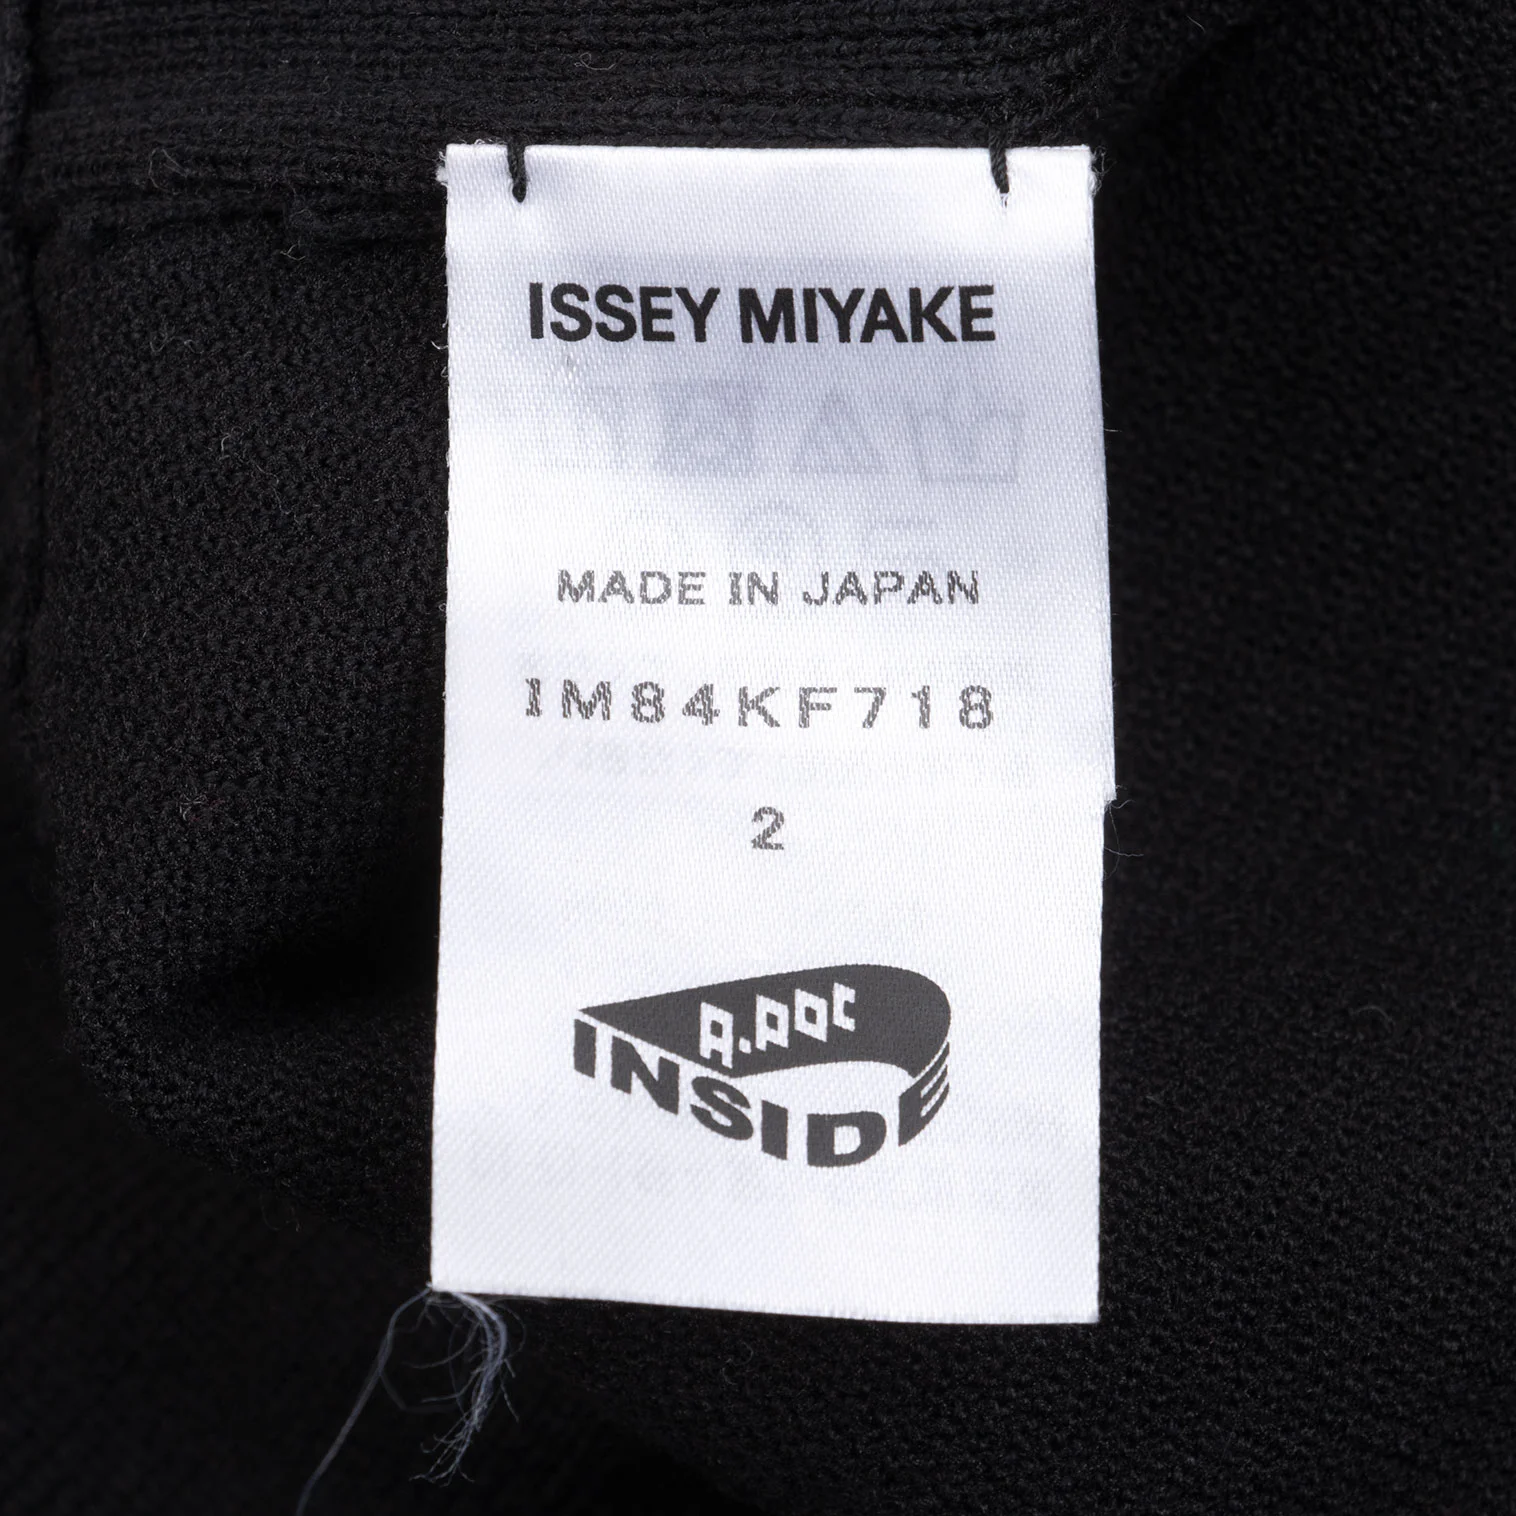 ISSEY MIYAKE
MADE IN JAPAN
IM84KF718
2
A.POC
INSIDE